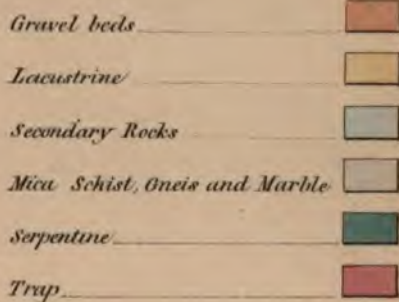 Gravel beds
Lacustrine
Secondary Rocks
Mica Schist, Gneis and Marble
Serpentine
Trap